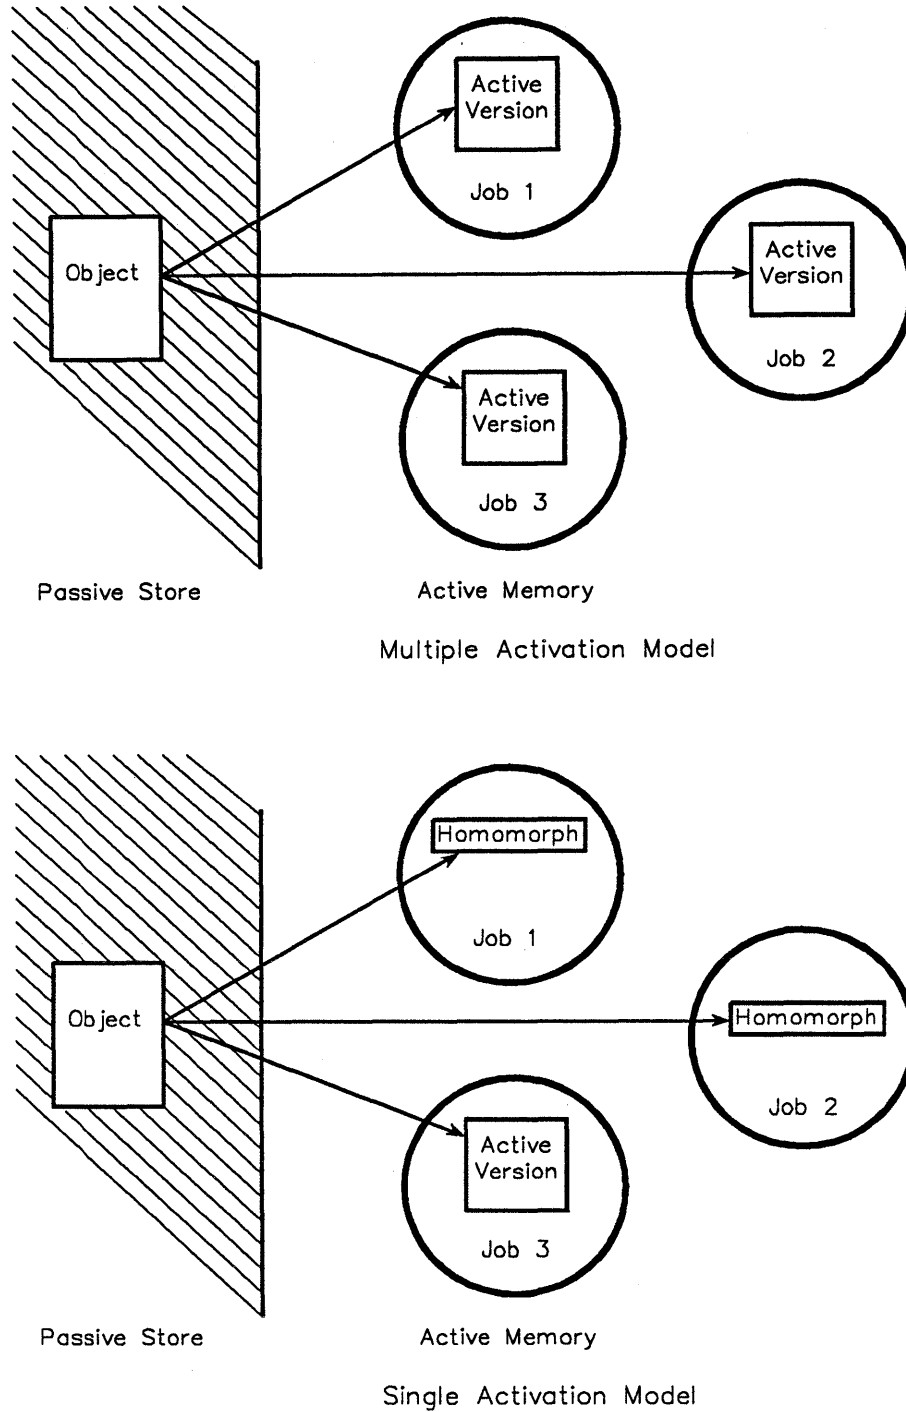 Active
Version
Job 1
Object
Active
Version
Job 2
Active
Version
Job 3
Passive Store
Active Memory
Multiple Activation Model
Homomorph
Job 1
Object
Homomorph
Job 2
Active
Version
Job 3
Passive Store
Active Memory
Single Activation Model